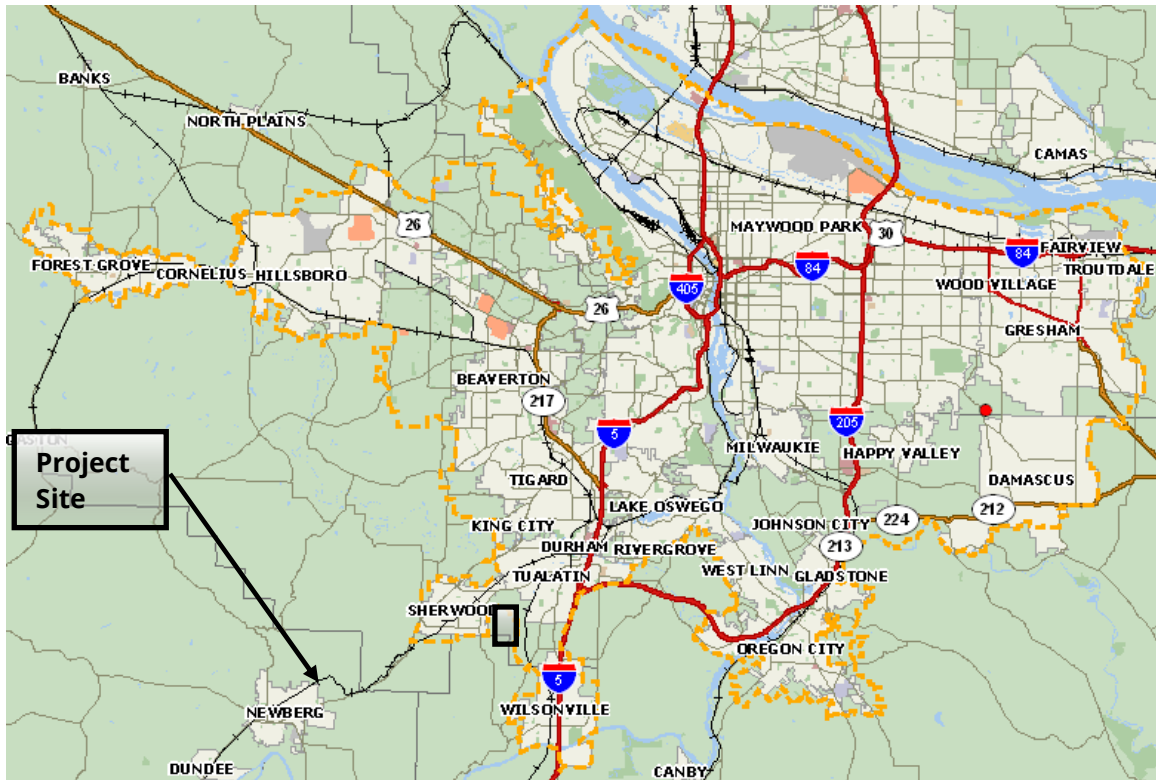 BANKS
NORTH PLAINS
CAMAS
MAYWOOD PARK
30
26
FAIRVIEW
84
84
TROUTDALE
FOREST GROVE
CORNELIUS
HILLSBORO
WOOD VILLAGE
405
26
GRESHAM
BEAVERTON
217
5
205
MILWAUKIE
HAPPY VALLEY
GASTON
Project
Site
TIGARD
DAMASCUS
LAKE OSWEGO
212
KING CITY
JOHNSON CITY
224
DURHAM
RIVERGROVE
213
WEST LINN
GLADSTONE
TUALATIN
SHERWOOD
OREGON CITY
5
NEWBERG
WILSONVILLE
DUNDEE
CANBY